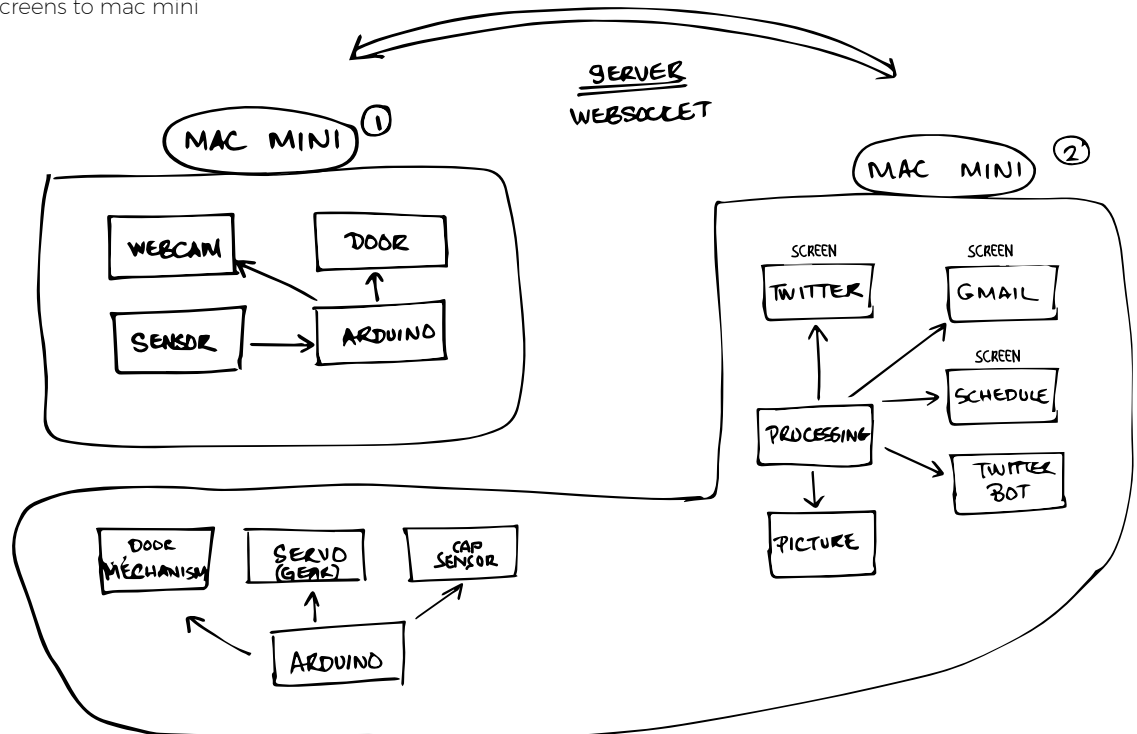 creens to mac mini
SERVER
WEBSOCKET
MAC MINI
1
MAC MINI
2
WEBCAM
DOOR
SENSOR
ARDUINO
SCREEN
TWITTER
SCREEN
GMAIL
SCREEN
SCHEDULE
PROCESSING
TWITTER
BOT
PICTURE
DOOR
MECHANISM
SERVO
(GEAR)
CAP
SENSOR
ARDUINO